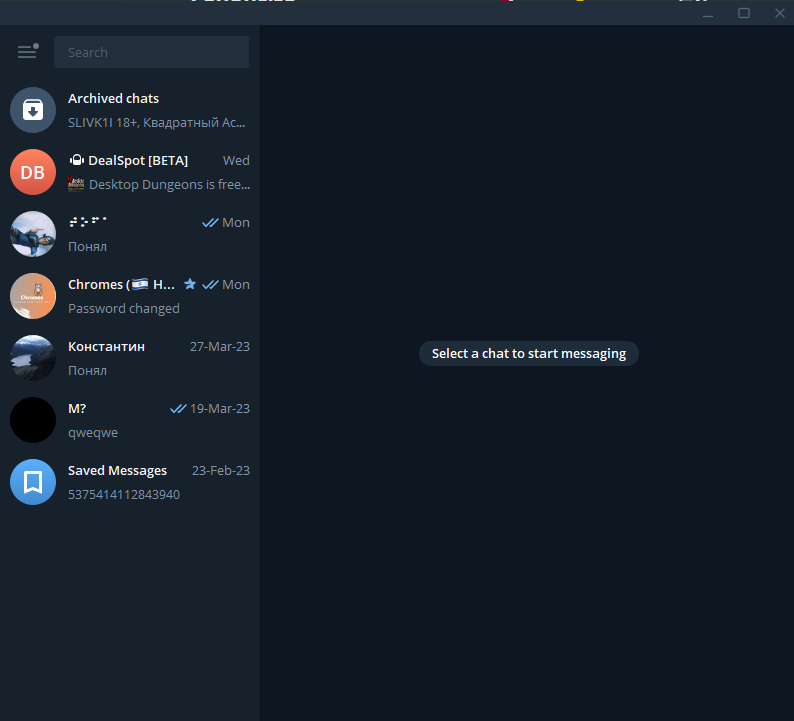 Search
Archived chats
SLIVK1I 18+, Квадратный Ас...
DB
DealSpot [BETA]
Wed
Desktop Dungeons is free...
Mon
Понял
Chromes (🇮🇱 H...
Mon
Chromes
Password changed
Константин
27-Mar-23
Понял
Select a chat to start messaging
М?
19-Mar-23
qweqwe
Saved Messages
23-Feb-23
5375414112843940